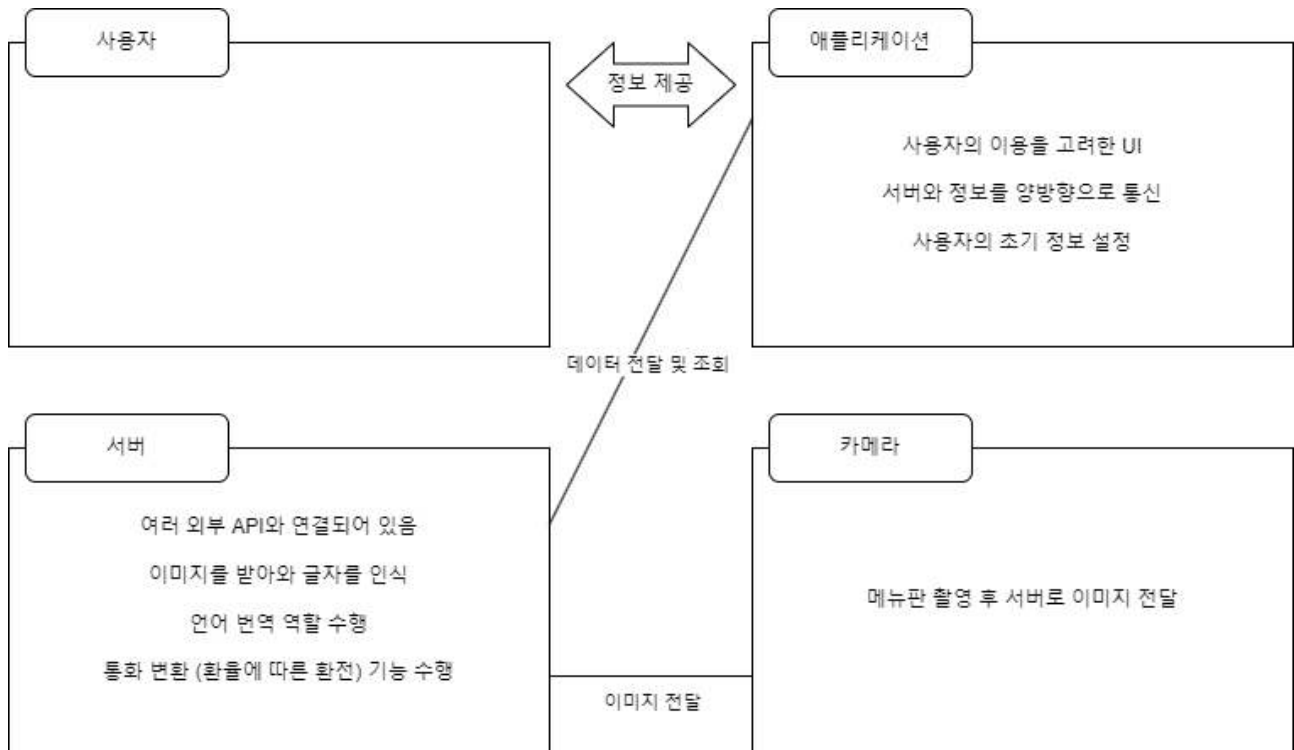 사용자
정보 제공
애플리케이션
사용자의 이용을 고려한 UI
서버와 정보를 양방향으로 통신
사용자의 초기 정보 설정
데이터 전달 및 조회
서버
여러 외부 API와 연결되어 있음
이미지를 받아와 글자를 인식
언어 번역 역할 수행
통화 변환 (환율에 따른 환전) 기능 수행
이미지 전달
카메라
메뉴판 촬영 후 서버로 이미지 전달